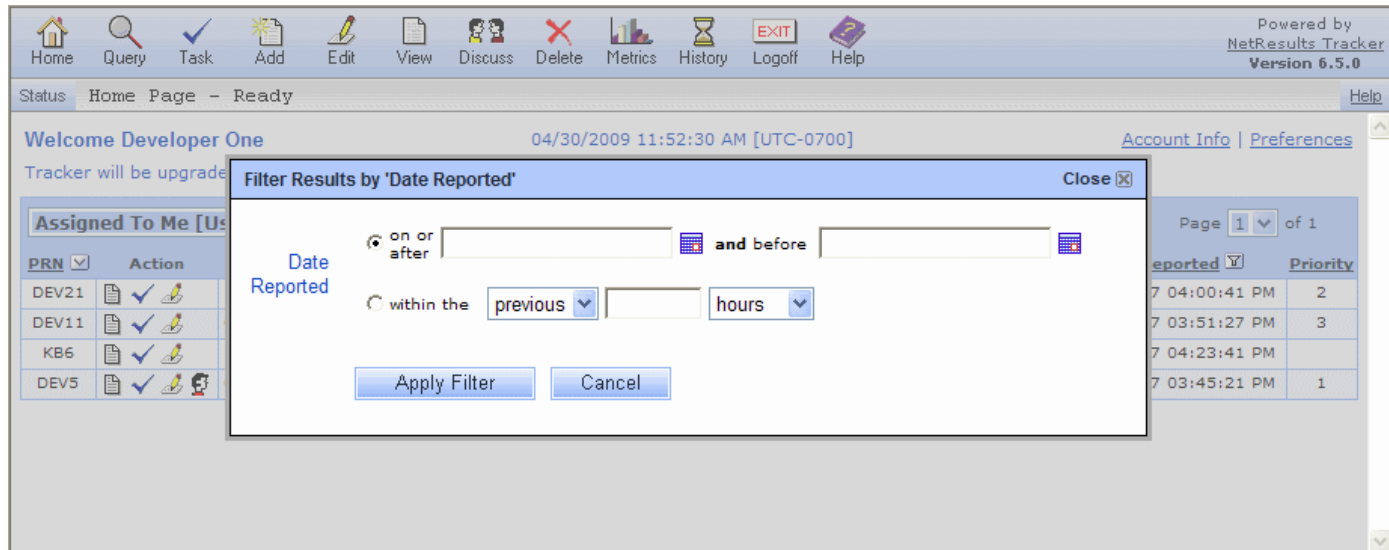 Home Query Task Add Edit View Discuss Delete Metrics History EXIT Logoff Help
Powered by
NetResults Tracker
Version 6.5.0
Status Home Page - Ready Help
Welcome Developer One 04/30/2009 11:52:30 AM [UTC-0700] Account Info | Preferences
Tracker will be upgrade
Filter Results by 'Date Reported' Close
Assigned To Me [Us Page 1 of 1
on or after and before
Date Reported
within the previous hours
Apply Filter Cancel
PRN Action eported Priority
DEV21 7 04:00:41 PM 2
DEV11 7 03:51:27 PM 3
KB6 7 04:23:41 PM
DEV5 7 03:45:21 PM 1